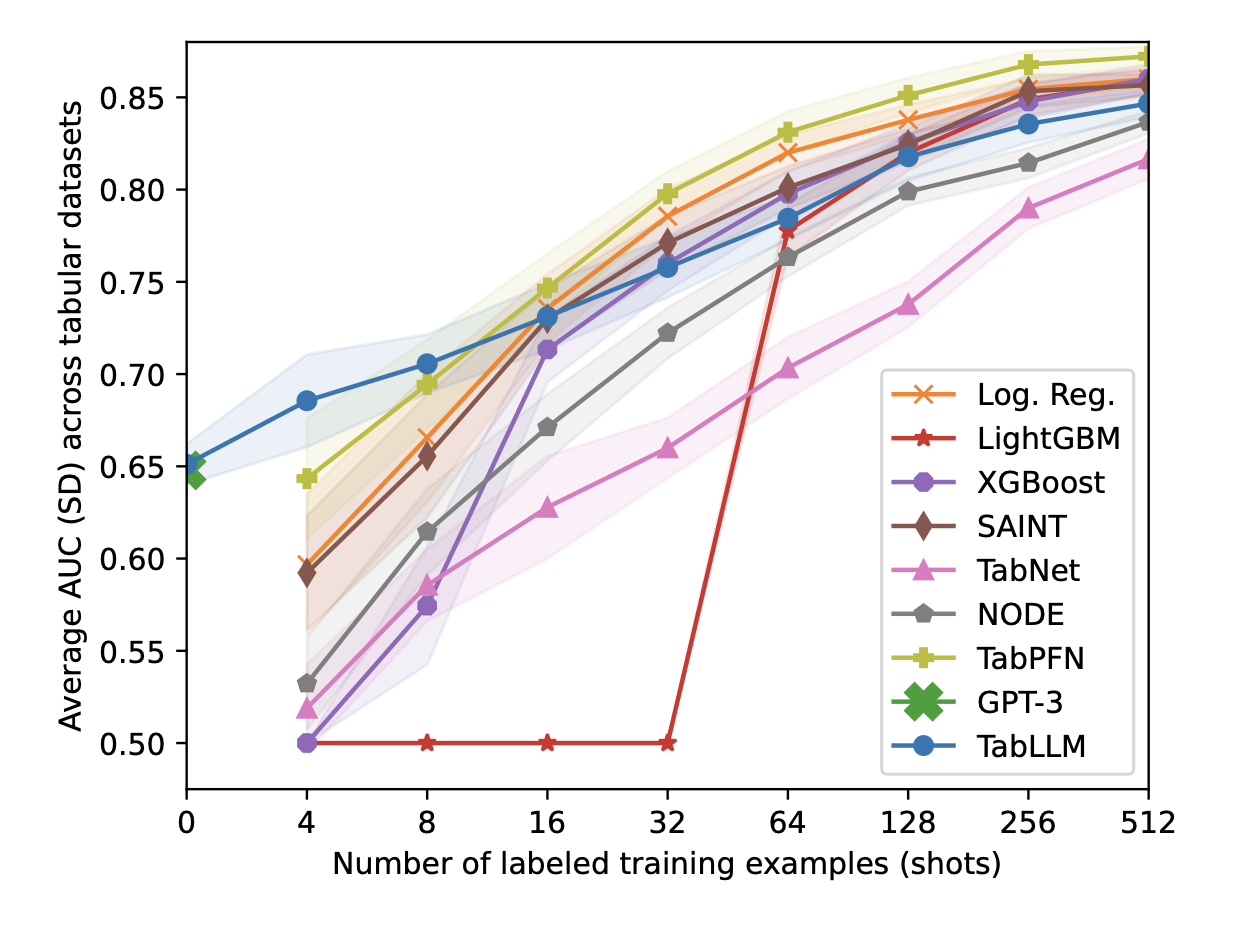 Average AUC (SD) across tabular datasets
0.85
0.80
0.75
0.70
0.65
0.60
0.55
0.50
Log. Reg.
LightGBM
XGBoost
SAINT
TabNet
NODE
TabPFN
GPT-3
TabLLM
0 4 8 16 32 64 128 256 512
Number of labeled training examples (shots)